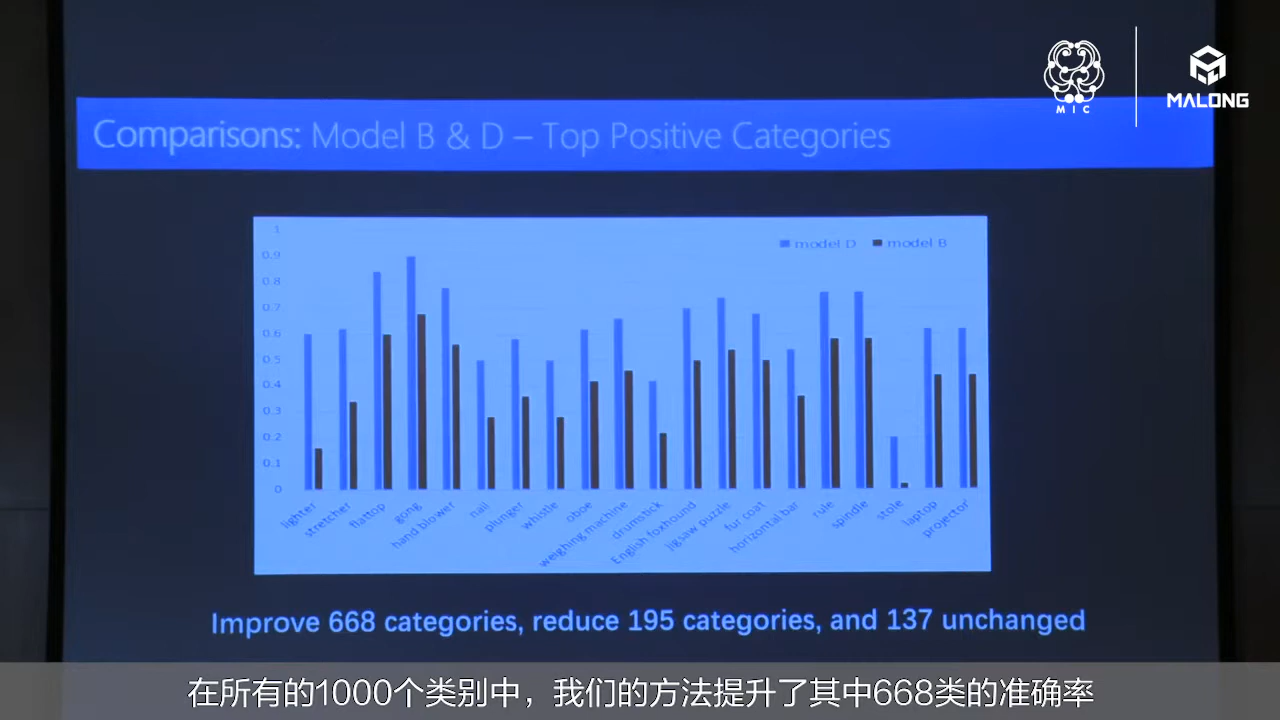 MIC
MALONG
Comparisons: Model B & D – Top Positive Categories
model D
model B
1
0.9
0.8
0.7
0.6
0.5
0.4
0.3
0.2
0.1
0
lighter
stretcher
flattop
gong
hand blower
nail
plunger
whistle
oboe
weighing machine
drumstick
English foxhound
jigsaw puzzle
fur coat
horizontal bar
rule
spindle
stole
laptop
projector
Improve 668 categories, reduce 195 categories, and 137 unchanged
在所有的1000个类别中，我们的方法提升了其中668类的准确率